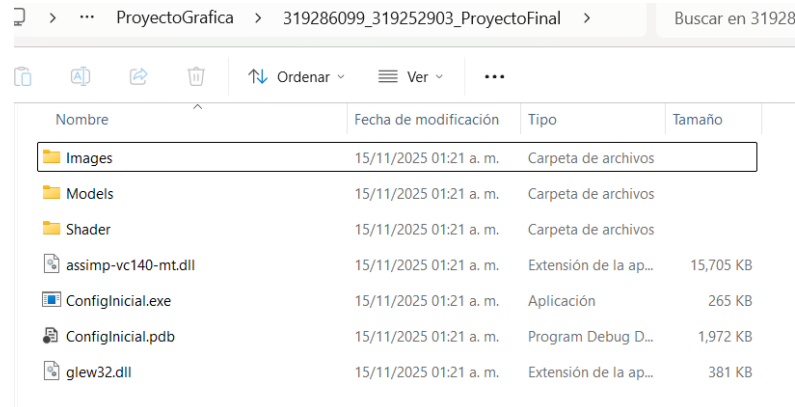 ProyectoGrafica > 319286099_319252903_ProyectoFinal > Buscar en 31928
Ordenar Ver
Nombre Fecha de modificación Tipo Tamaño
Images 15/11/2025 01:21 a. m. Carpeta de archivos
Models 15/11/2025 01:21 a. m. Carpeta de archivos
Shader 15/11/2025 01:21 a. m. Carpeta de archivos
assimp-vc140-mt.dll 15/11/2025 01:21 a. m. Extensión de la ap... 15,705 KB
ConfigInicial.exe 15/11/2025 01:21 a. m. Aplicación 265 KB
ConfigInicial.pdb 15/11/2025 01:21 a. m. Program Debug D... 1,972 KB
glew32.dll 15/11/2025 01:21 a. m. Extensión de la ap... 381 KB